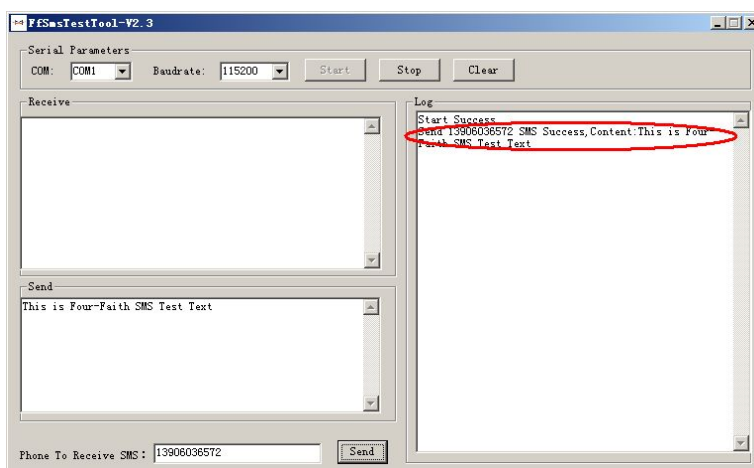 FfSmsTestTool-V2.3
Serial Parameters
COM: COM1 Baudrate: 115200 Start Stop Clear
Receive
Log
Start Success
Send 13906036572 SMS Success,Content:This is Four-
Faith SMS Test Text
Send
This is Four-Faith SMS Test Text
Phone To Receive SMS: 13906036572 Send